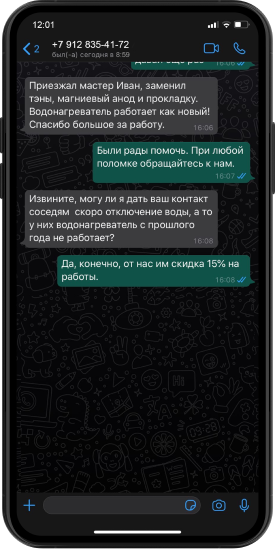 12:01
2
+7 912 835-41-72
был(-а) сегодня в 8:59
16:06
Приезжал мастер Иван, заменил
тэны, магниевый анод и прокладку.
Водонагреватель работает как новый!
Спасибо большое за работу.
16:06
Были рады помочь. При любой
поломке обращайтесь к нам.
16:07
Извините, могу ли я дать ваш контакт
соседям скоро отключение воды, а то
у них водонагреватель с прошлого
года не работает?
16:08
Да, конечно, от нас им скидка 15% на
работы.
16:08